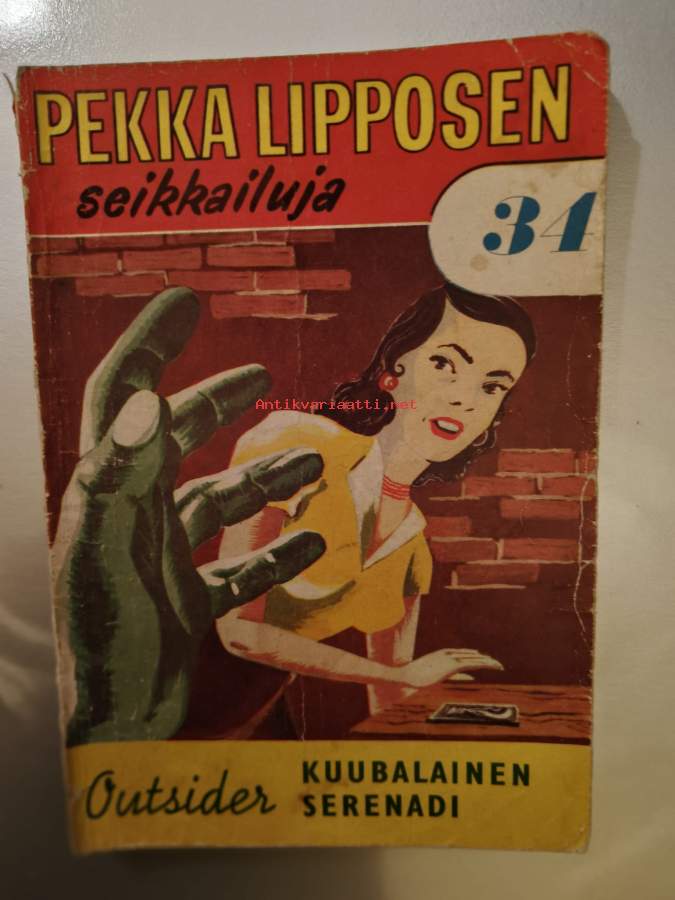 PEKKA LIPPOSEN
seikkailuja
34
Antikvariaatti.net
Outsider
KUUBALAINEN
SERENADI